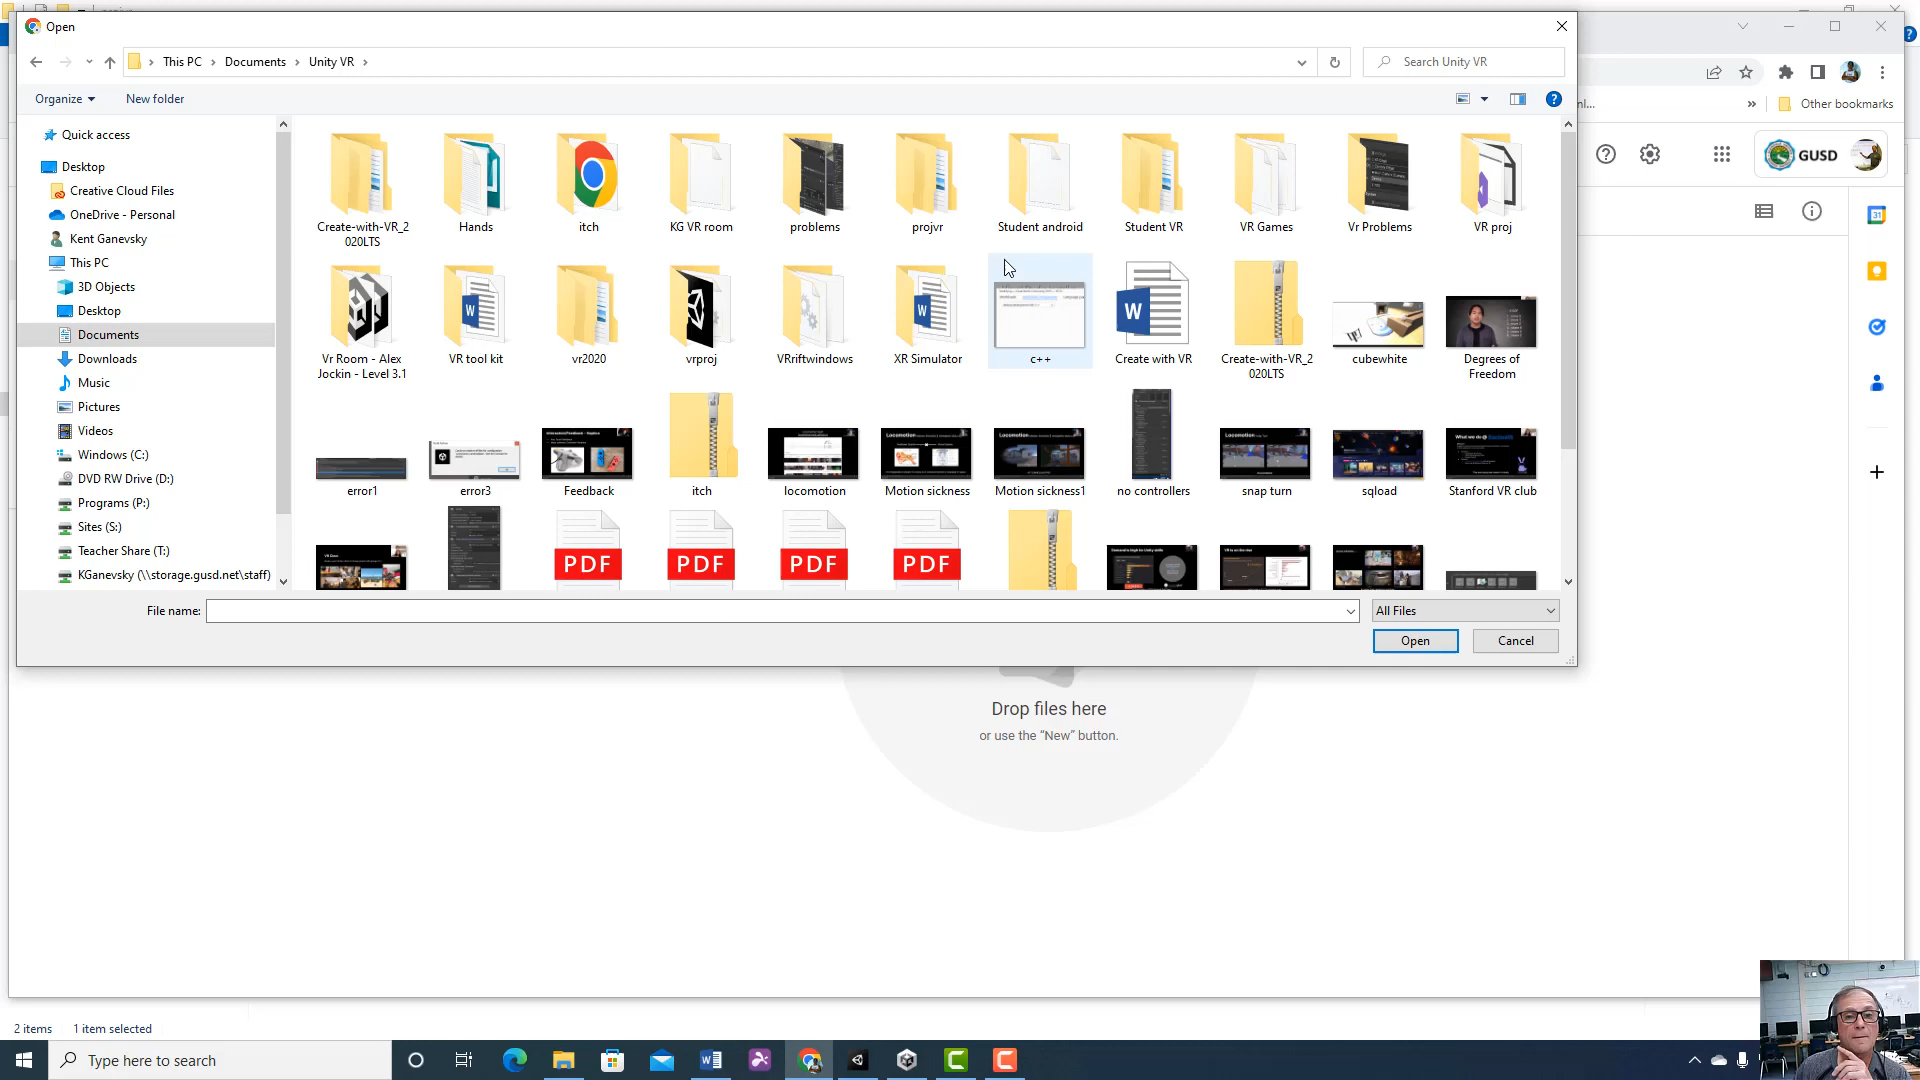 Open
This PC
Documents
Unity VR
Search Unity VR
Organize
New folder
Quick access
Desktop
Creative Cloud Files
OneDrive - Personal
Kent Ganevsky
This PC
3D Objects
Desktop
Documents
Downloads
Music
Pictures
Videos
Windows (C:)
DVD RW Drive (D:)
Programs (P:)
Sites (S:)
Teacher Share (T:)
KGanevsky (\\storage.gusd.net\staff)
Create-with-VR_2
020LTS
Hands
itch
KG VR room
problems
projvr
Student android
Student VR
VR Games
Vr Problems
VR proj
Vr Room - Alex
Jockin - Level 3.1
VR tool kit
vr2020
vrproj
VRriftwindows
XR Simulator
c++
Create with VR
Create-with-VR_2
020LTS
cubewhite
Degrees of
Freedom
error1
error3
Feedback
itch
locomotion
Motion sickness
Motion sickness1
no controllers
snap turn
sqload
Stanford VR club
PDF
PDF
PDF
PDF
File name:
All Files
Open
Cancel
nl...
»
Other bookmarks
GUSD
31
Drop files here
or use the “New” button.
2 items
1 item selected
Type here to search